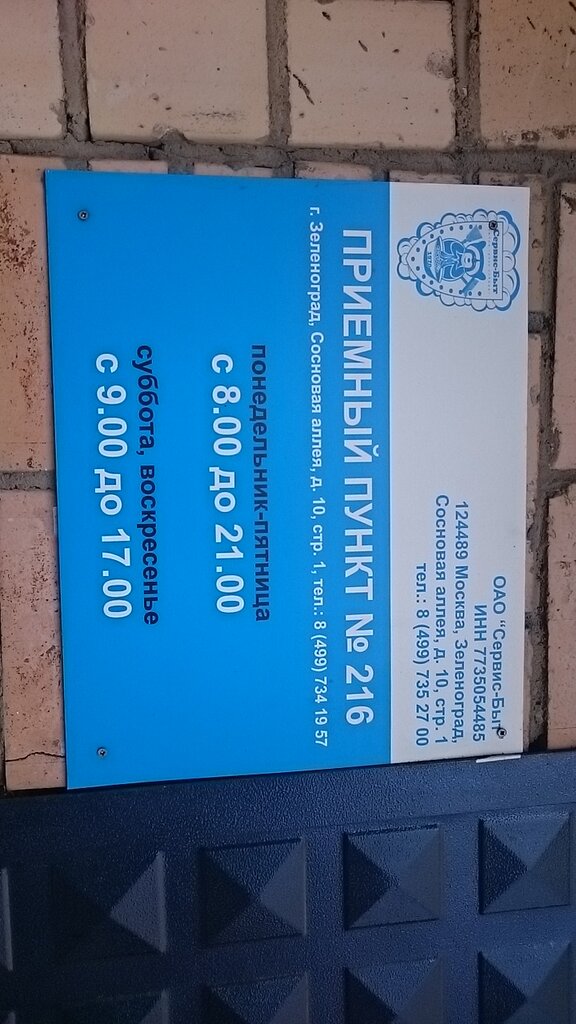 Сервис-Быт
ОАО "Сервис-Быт"
ИНН 7735054485
124489 Москва, Зеленоград,
Сосновая аллея, д. 10, стр. 1
тел.: 8 (499) 735 27 00
ПРИЕМНЫЙ ПУНКТ № 216
г. Зеленоград, Сосновая аллея, д. 10, стр. 1, тел.: 8 (499) 734 19 57
понедельник-пятница
с 8.00 до 21.00
суббота, воскресенье
с 9.00 до 17.00